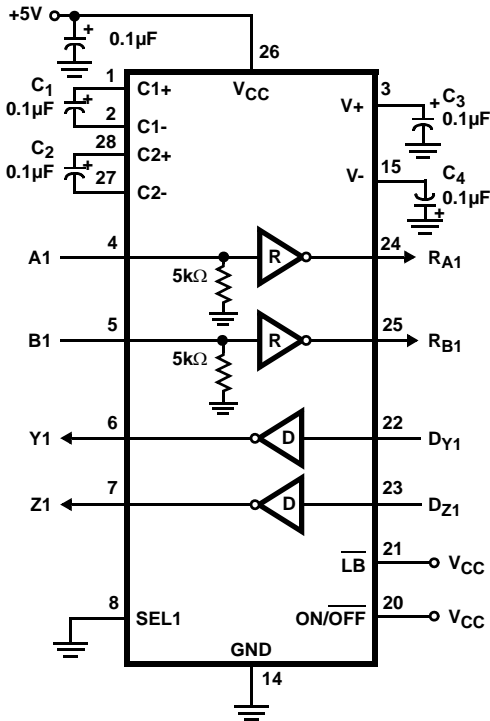 +5V
+ 0.1µF
26
1 C1+ VCC 3
C1 0.1µF + V+ + C3 0.1µF
2 C1-
28 C2+
C2 0.1µF + 15
27 C2- V- C4 0.1µF +
A1 4 R 24 RA1
5kΩ
B1 5 R 25 RB1
5kΩ
Y1 6 D 22 DY1
Z1 7 D 23 DZ1
LB 21 VCC
8 SEL1 ON/OFF 20 VCC
GND
14